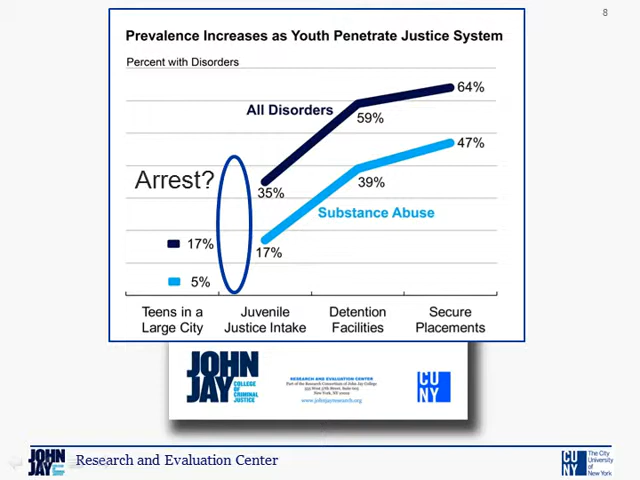 8
Prevalence Increases as Youth Penetrate Justice System
Percent with Disorders
64%
All Disorders
59%
47%
Arrest?
35%
39%
Substance Abuse
17%
17%
5%
Teens in a
Large City
Juvenile
Justice Intake
Detention
Facilities
Secure
Placements
JOHN
JAY
COLLEGE
OF
CRIMINAL
JUSTICE
RESEARCH AND EVALUATION CENTER
Part of the Research Consortium of John Jay College
New York, NY
www.johnjayresearch.org
CU
NY
JOHN
JAY
Research and Evaluation Center
CU
NY
The City
University
of
New York